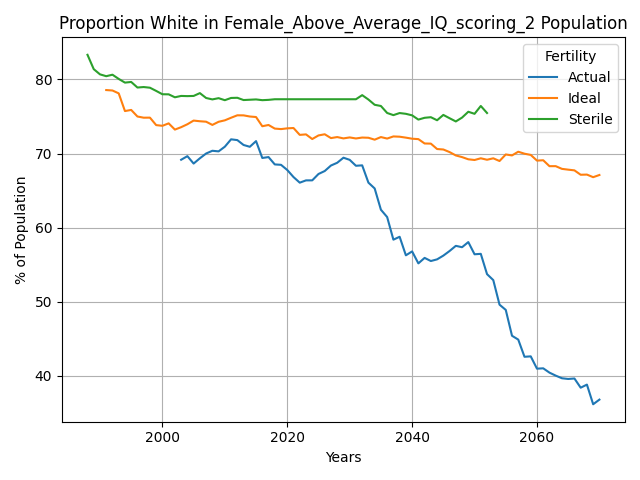 Proportion White in Female_Above_Average_IQ_scoring_2 Population
Fertility
Actual
Ideal
Sterile
% of Population
80
70
60
50
40
2000
2020
2040
2060
Years